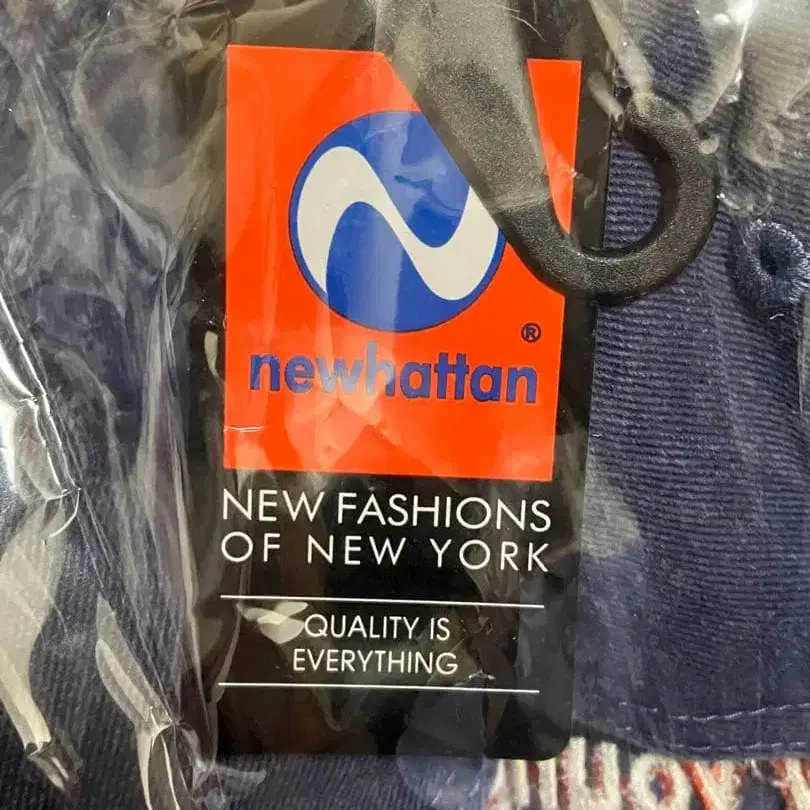 ®
newhattan
NEW FASHIONS
OF NEW YORK
QUALITY IS
EVERYTHING